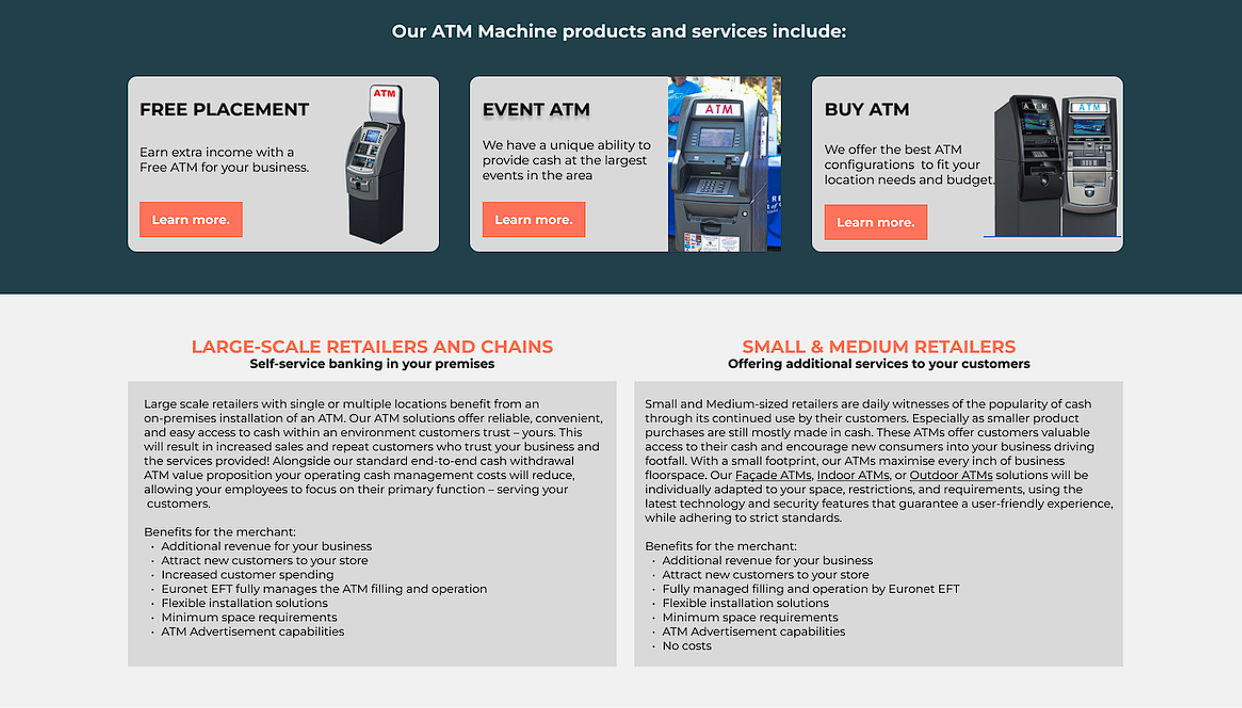 Our ATM Machine products and services include:
FREE PLACEMENT
Earn extra income with a
Free ATM for your business.
Learn more.
ATM
EVENT ATM
We have a unique ability to
provide cash at the largest
events in the area
Learn more.
ATM
BUY ATM
We offer the best ATM
configurations to fit your
location needs and budget.
Learn more.
ATM
ATM
LARGE-SCALE RETAILERS AND CHAINS
Self-service banking in your premises
Large scale retailers with single or multiple locations benefit from an
on-premises installation of an ATM. Our ATM solutions offer reliable, convenient,
and easy access to cash within an environment customers trust – yours. This
will result in increased sales and repeat customers who trust your business and
the services provided! Alongside our standard end-to-end cash withdrawal
ATM value proposition your operating cash management costs will reduce,
allowing your employees to focus on their primary function – serving your
customers.
Benefits for the merchant:
• Additional revenue for your business
• Attract new customers to your store
• Increased customer spending
• Euronet EFT fully manages the ATM filling and operation
• Flexible installation solutions
• Minimum space requirements
• ATM Advertisement capabilities
SMALL & MEDIUM RETAILERS
Offering additional services to your customers
Small and Medium-sized retailers are daily witnesses of the popularity of cash
through its continued use by their customers. Especially as smaller product
purchases are still mostly made in cash. These ATMs offer customers valuable
access to their cash and encourage new consumers into your business driving
footfall. With a small footprint, our ATMs maximise every inch of business
floorspace. Our Façade ATMs, Indoor ATMs, or Outdoor ATMs solutions will be
individually adapted to your space, restrictions, and requirements, using the
latest technology and security features that guarantee a user-friendly experience,
while adhering to strict standards.
Benefits for the merchant:
• Additional revenue for your business
• Attract new customers to your store
• Fully managed filling and operation by Euronet EFT
• Flexible installation solutions
• Minimum space requirements
• ATM Advertisement capabilities
• No costs